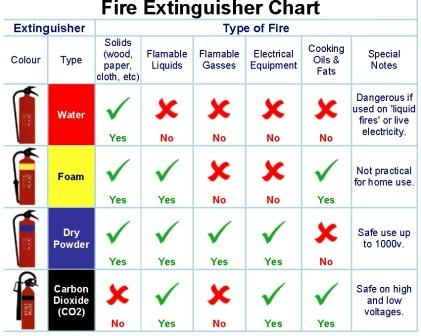 Fire Extinguisher Chart
Extinguisher Type of Fire
Colour Type Solids (wood, paper, cloth, etc) Flamable Liquids Flamable Gasses Electrical Equipment Cooking Oils & Fats Special Notes
Water Yes No No No No Dangerous if used on 'liquid fires' or live electricity.
Foam Yes Yes No No Yes Not practical for home use.
Dry Powder Yes Yes Yes Yes No Safe use up to 1000v.
Carbon Dioxide (CO2) No Yes No Yes Yes Safe on high and low voltages.